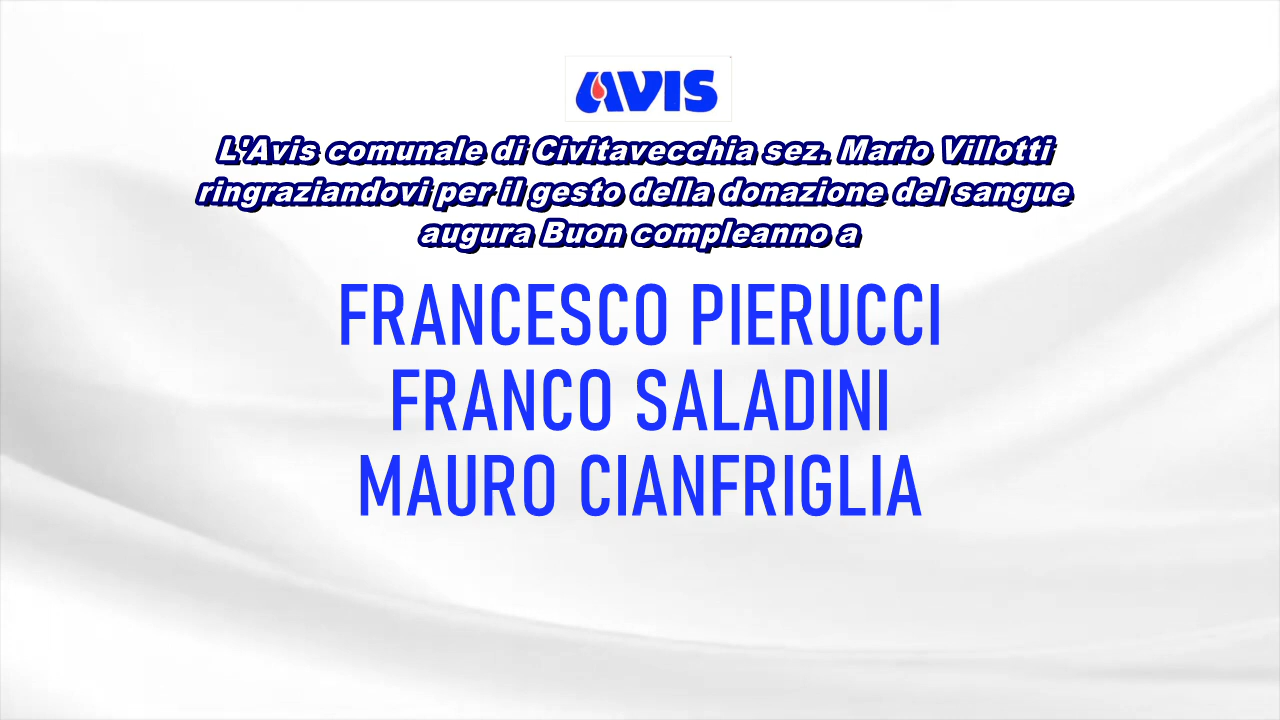 AVIS
L'Avis comunale di Civitavecchia sez. Mario Villotti
ringraziandovi per il gesto della donazione del sangue
augura Buon compleanno a
FRANCESCO PIERUCCI
FRANCO SALADINI
MAURO CIANFRIGLIA